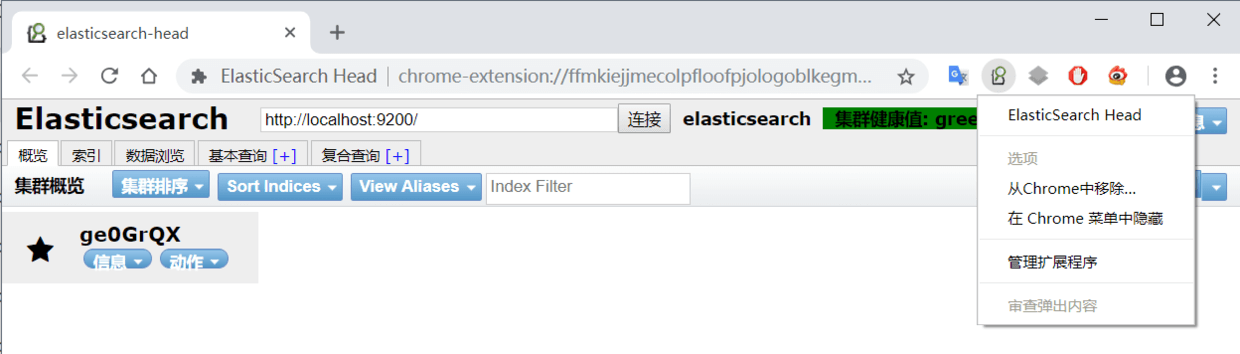 elasticsearch-head
ElasticSearch Head chrome-extension://ffmkiejjmecolpfloofpjologoblkegm...
Elasticsearch http://localhost:9200/ 连接 elasticsearch 集群健康值: gree
概览 索引 数据浏览 基本查询 [+] 复合查询 [+]
集群概览 集群排序 Sort Indices View Aliases Index Filter
ge0GrQX
信息 动作
ElasticSearch Head
选项
从Chrome中移除...
在 Chrome 菜单中隐藏
管理扩展程序
审查弹出内容